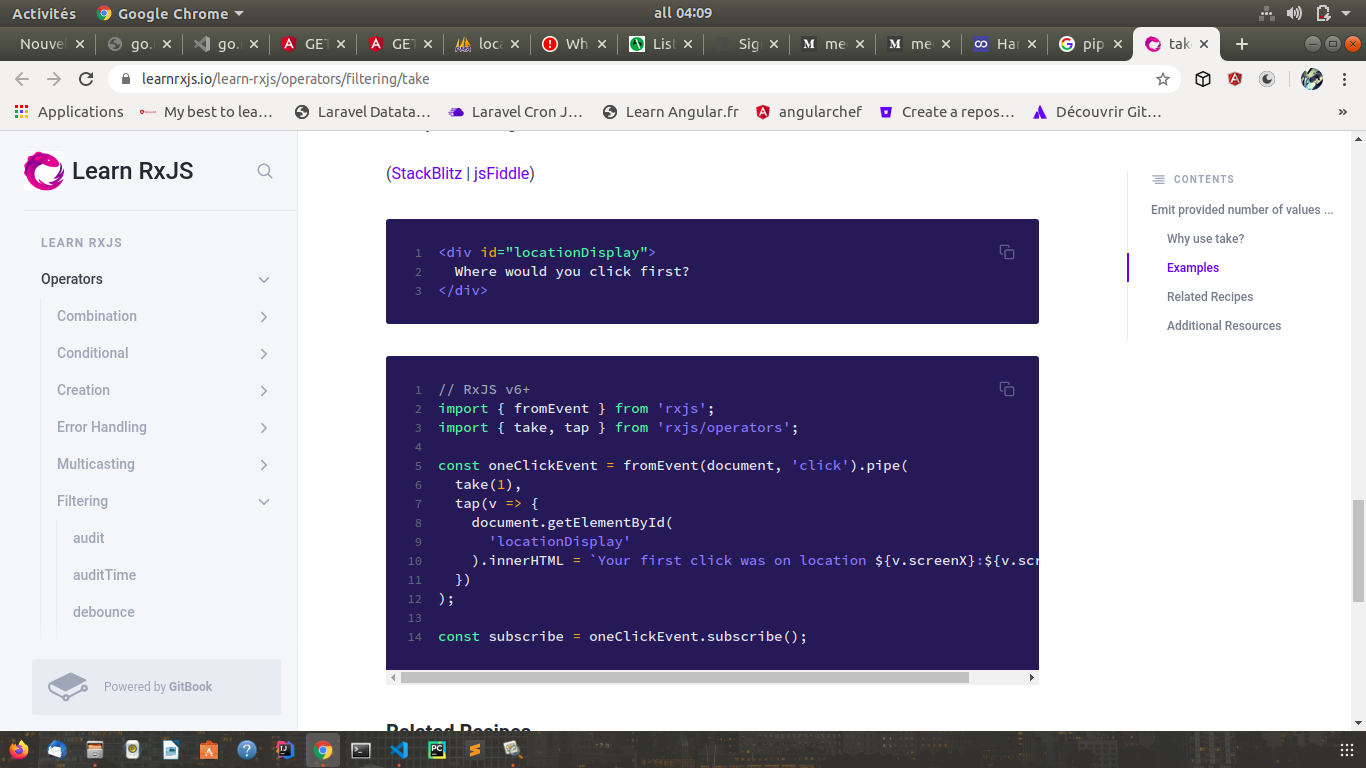 Activités
Google Chrome
all 04:09
Nouvel
go.
go.
GET
GET
loca
Wh
List
Sig
me
me
Har
pip
tak
learnrxjs.io/learn-rxjs/operators/filtering/take
Applications
My best to lea…
Laravel Datata…
Laravel Cron J…
Learn Angular.fr
angularchef
Create a repos…
Découvrir Git…
»
Learn RxJS
LEARN RXJS
Operators
Combination
Conditional
Creation
Error Handling
Multicasting
Filtering
audit
auditTime
debounce
Powered by GitBook
(StackBlitz | jsFiddle)
1 <div id="locationDisplay">
2 Where would you click first?
3 </div>
1 // RxJS v6+
2 import { fromEvent } from 'rxjs';
3 import { take, tap } from 'rxjs/operators';
4
5 const oneClickEvent = fromEvent(document, 'click').pipe(
6 take(1),
7 tap(v => {
8 document.getElementById(
9 'locationDisplay'
10 ).innerHTML = `Your first click was on location ${v.screenX}:${v.scr
11 })
12 );
13
14 const subscribe = oneClickEvent.subscribe();
Related Recipes
CONTENTS
Emit provided number of values ...
Why use take?
Examples
Related Recipes
Additional Resources